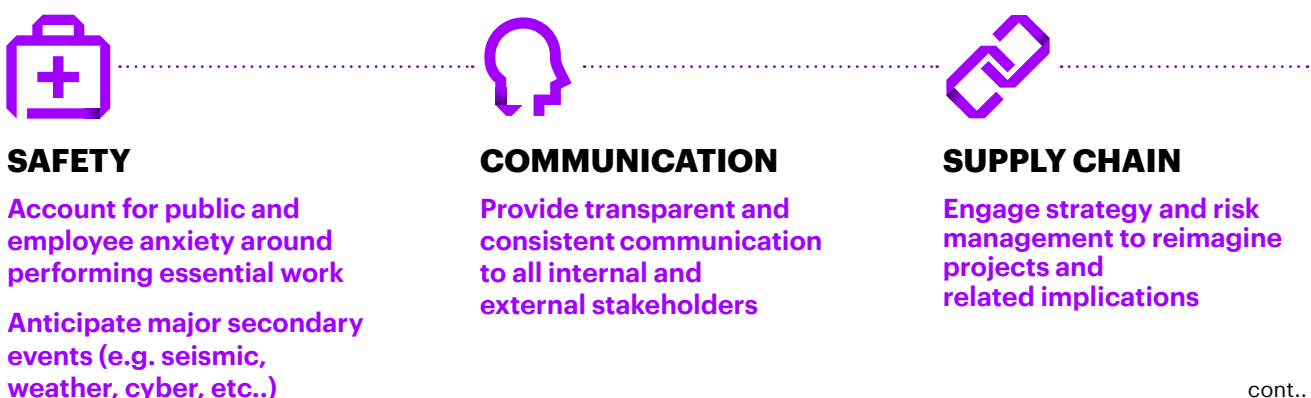 SAFETY
Account for public and
employee anxiety around
performing essential work
Anticipate major secondary
events (e.g. seismic,
weather, cyber, etc..)
COMMUNICATION
Provide transparent and
consistent communication
to all internal and
external stakeholders
SUPPLY CHAIN
Engage strategy and risk
management to reimagine
projects and
related implications
cont..